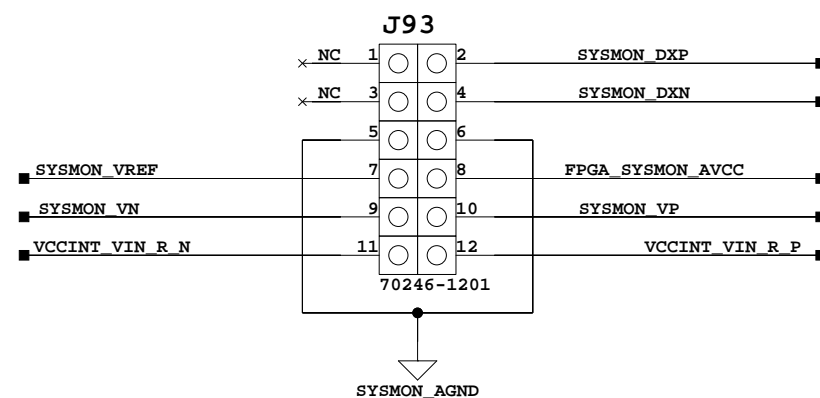 J93
NC 1 2 SYSMON_DXP
NC 3 4 SYSMON_DXN
5 6
SYSMON_VREF 7 8 FPGA_SYSMON_AVCC
SYSMON_VN 9 10 SYSMON_VP
VCCINT_VIN_R_N 11 12 VCCINT_VIN_R_P
70246-1201
SYSMON_AGND